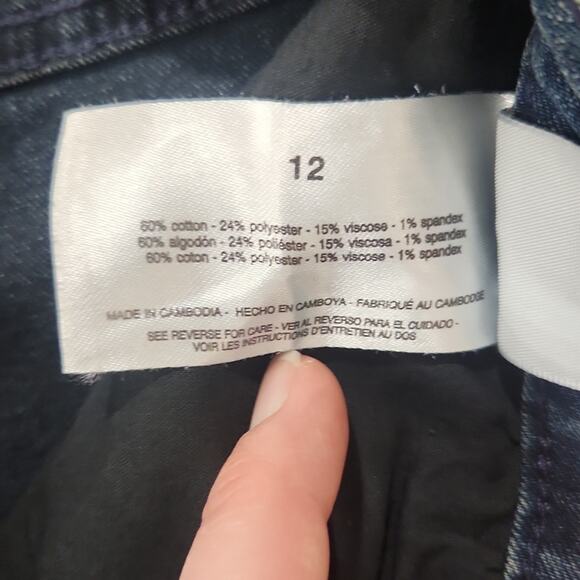 12
60% cotton - 24% polyester - 15% viscose - 1% spandex
60% algodón - 24% poliéster - 15% viscosa - 1% spandex
60% coton - 24% polyester - 15% viscose - 1% spandex
MADE IN CAMBODIA - HECHO EN CAMBOYA - FABRIQUÉ AU CAMBODGE
SEE REVERSE FOR CARE - VER AL REVERSO PARA EL CUIDADO -
VOIR LES INSTRUCTIONS D'ENTRETIEN AU DOS